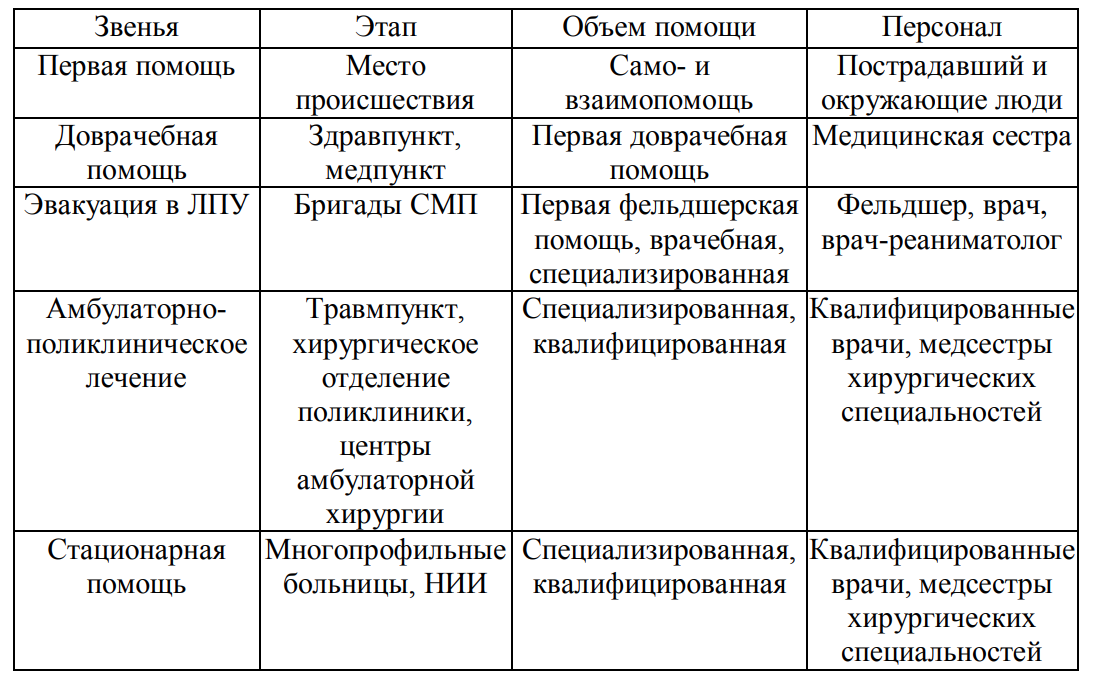 Звенья
Этап
Объем помощи
Персонал
Первая помощь
Место
происшествия
Само- и
взаимопомощь
Пострадавший и
окружающие люди
Доврачебная
помощь
Здравпункт,
медпункт
Первая доврачебная
помощь
Медицинская сестра
Эвакуация в ЛПУ
Бригады СМП
Первая фельдшерская
помощь, врачебная,
специализированная
Фельдшер, врач,
врач-реаниматолог
Амбулаторно-
поликлиническое
лечение
Травмпункт,
хирургическое
отделение
поликлиники,
центры
амбулаторной
хирургии
Специализированная,
квалифицированная
Квалифицированные
врачи, медсестры
хирургических
специальностей
Стационарная
помощь
Многопрофильные
больницы, НИИ
Специализированная,
квалифицированная
Квалифицированные
врачи, медсестры
хирургических
специальностей